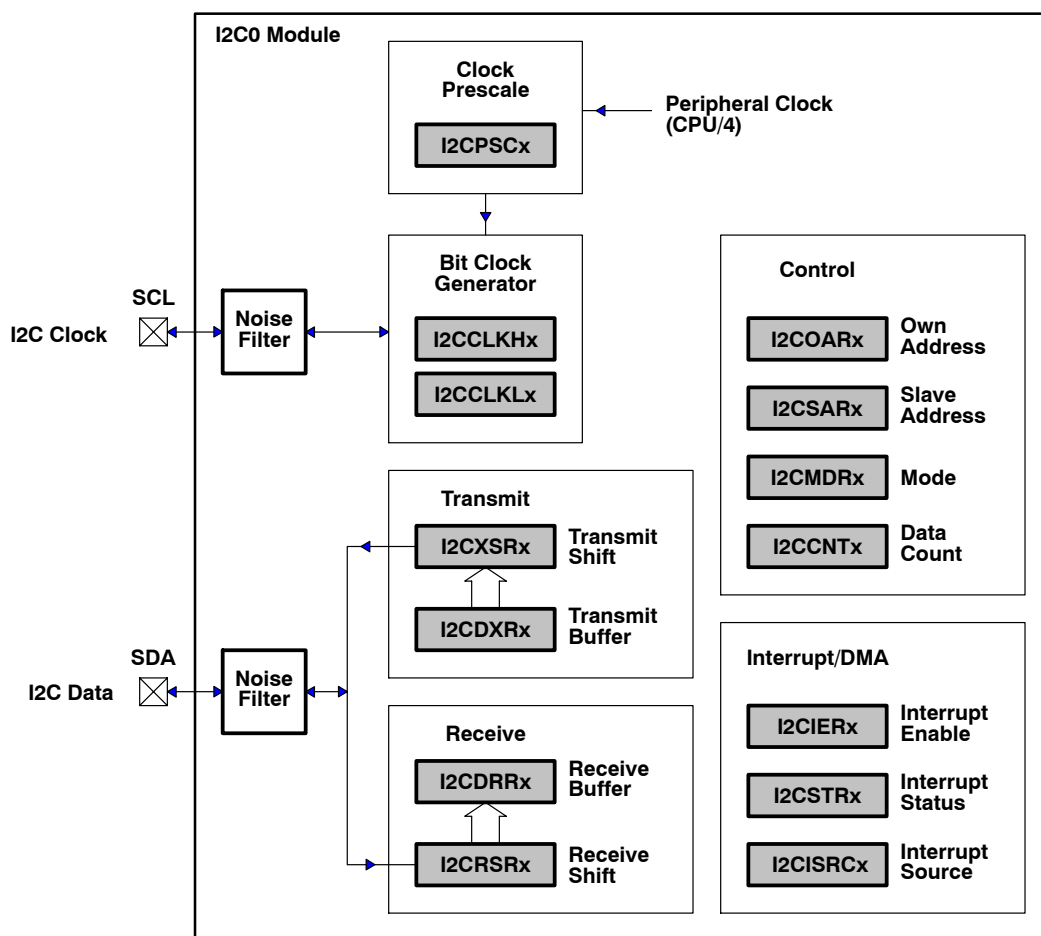 I2C0 Module
Clock
Prescale
I2CPSCx
Peripheral Clock
(CPU/4)
Bit Clock
Generator
I2CCLKHx
I2CCLKLx
SCL
I2C Clock
Noise
Filter
Control
I2COARx
Own
Address
I2CSARx
Slave
Address
I2CMDRx
Mode
I2CCNTx
Data
Count
Transmit
I2CXSRx
Transmit
Shift
I2CDXRx
Transmit
Buffer
SDA
I2C Data
Noise
Filter
Receive
I2CDRRx
Receive
Buffer
I2CRSRx
Receive
Shift
Interrupt/DMA
I2CIERx
Interrupt
Enable
I2CSTRx
Interrupt
Status
I2CISRCx
Interrupt
Source